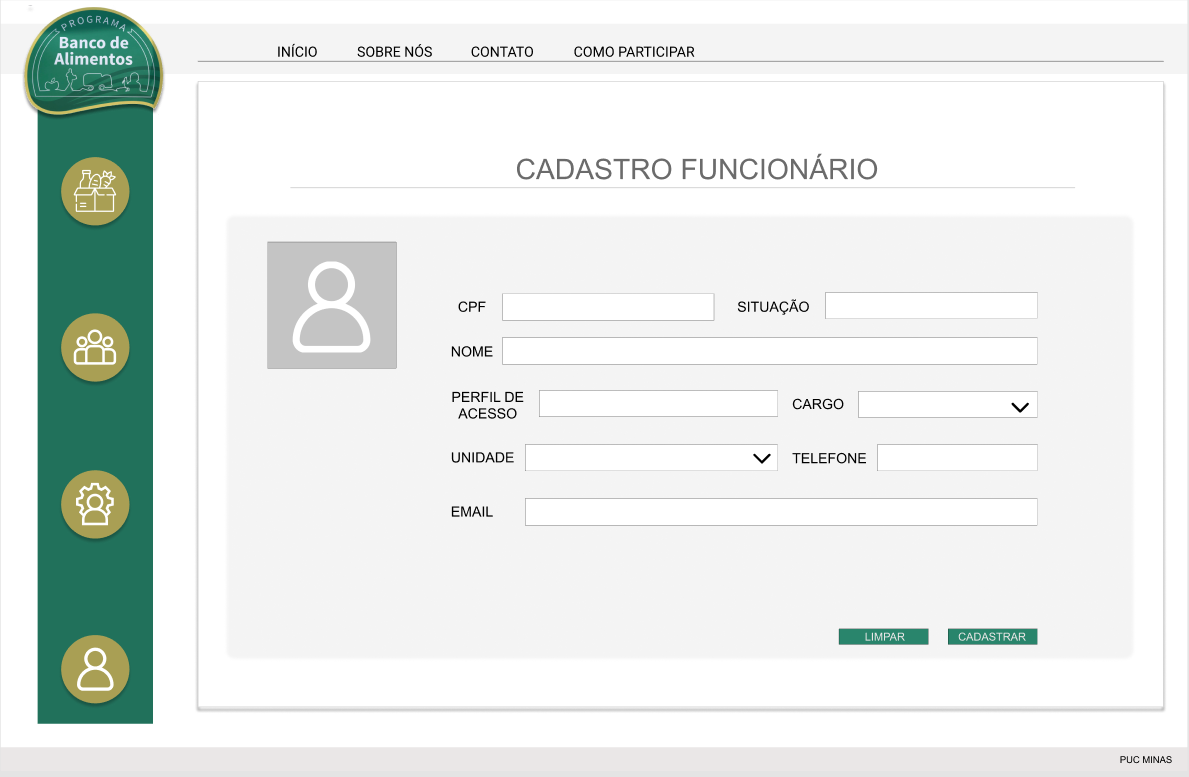 PROGRAMA
Banco de
Alimentos
INÍCIO SOBRE NÓS CONTATO COMO PARTICIPAR
CADASTRO FUNCIONÁRIO
CPF SITUAÇÃO
NOME
PERFIL DE
ACESSO CARGO
UNIDADE TELEFONE
EMAIL
LIMPAR CADASTRAR
PUC MINAS